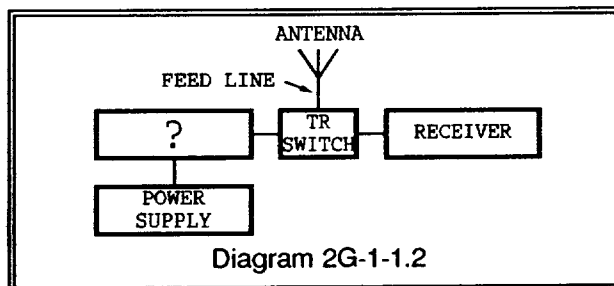 ANTENNA
FEED LINE
? TR SWITCH RECEIVER
POWER SUPPLY
Diagram 2G-1-1.2